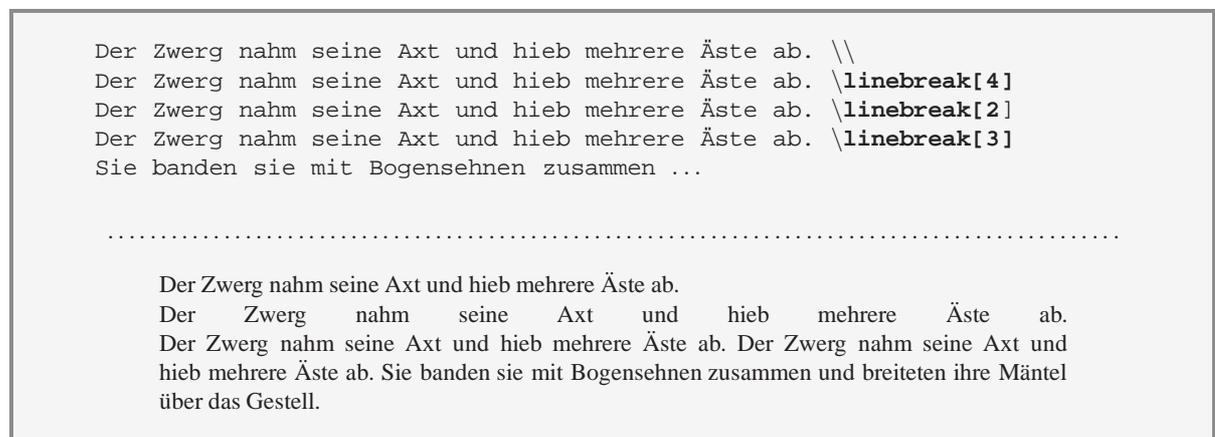 Der Zwerg nahm seine Axt und hieb mehrere Äste ab. \\
Der Zwerg nahm seine Axt und hieb mehrere Äste ab. \linebreak[4]
Der Zwerg nahm seine Axt und hieb mehrere Äste ab. \linebreak[2]
Der Zwerg nahm seine Axt und hieb mehrere Äste ab. \linebreak[3]
Sie banden sie mit Bogensehnen zusammen ...
Der Zwerg nahm seine Axt und hieb mehrere Äste ab.
Der Zwerg nahm seine Axt und hieb mehrere Äste ab.
Der Zwerg nahm seine Axt und hieb mehrere Äste ab. Der Zwerg nahm seine Axt und
hieb mehrere Äste ab. Sie banden sie mit Bogensehnen zusammen und breiteten ihre Mäntel
über das Gestell.